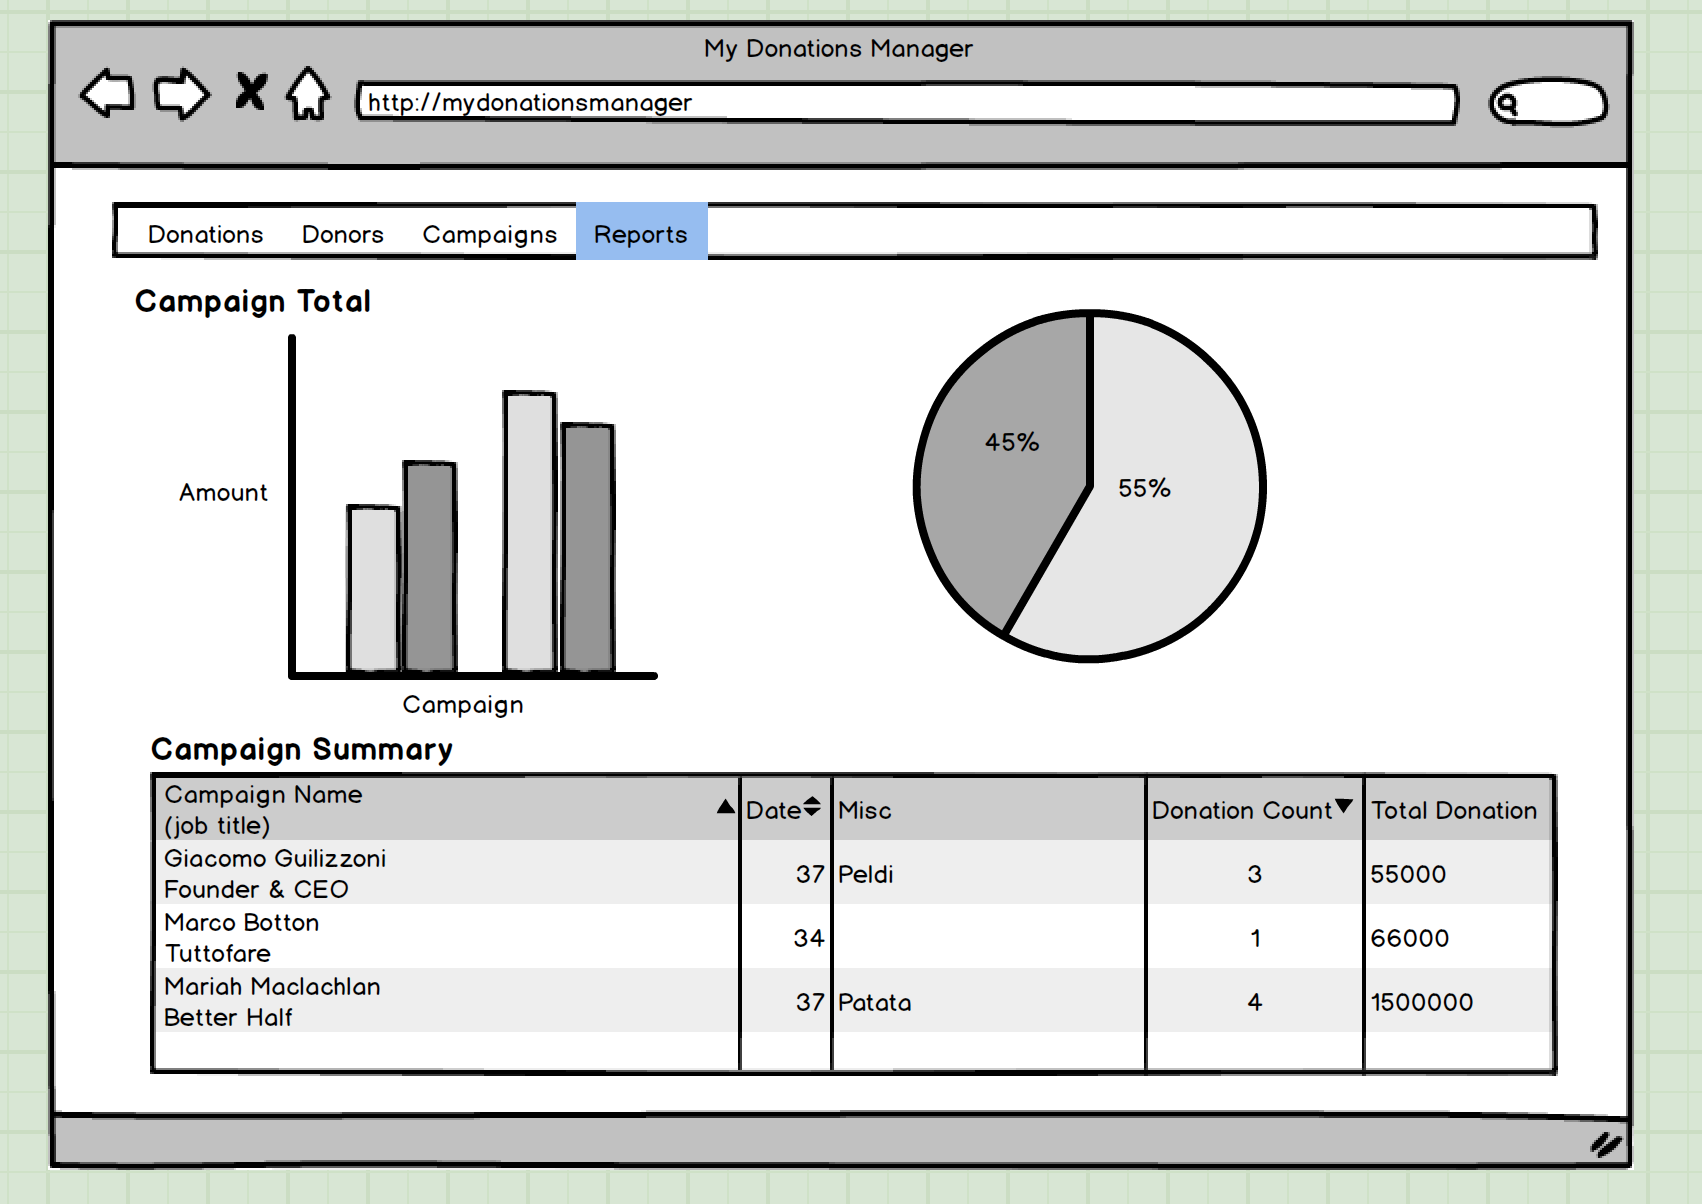 My Donations Manager
http://mydonationsmanager
Donations Donors Campaigns Reports
Campaign Total
45%
55%
Amount
Campaign
Campaign Summary
Campaign Name
(job title)
Date Misc Donation Count Total Donation
Giacomo Guilizzoni
Founder & CEO
37 Peldi 3 55000
Marco Botton
Tuttofare
34 1 66000
Mariah Maclachlan
Better Half
37 Patata 4 1500000